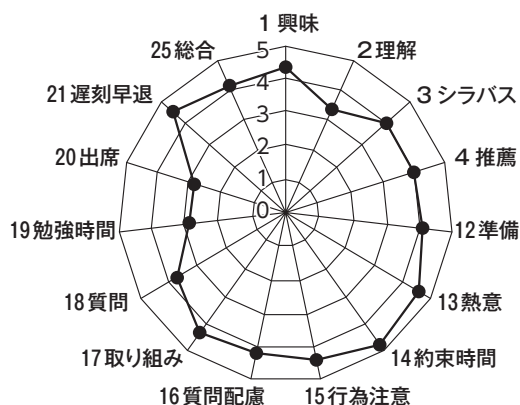 1 興味
2 理解
3 シラバス
4 推薦
12 準備
13 熱意
14 約束時間
15 行為注意
16 質問配慮
17 取り組み
18 質問
19 勉強時間
20 出席
21 遅刻早退
25 総合
5
4
3
2
1
0